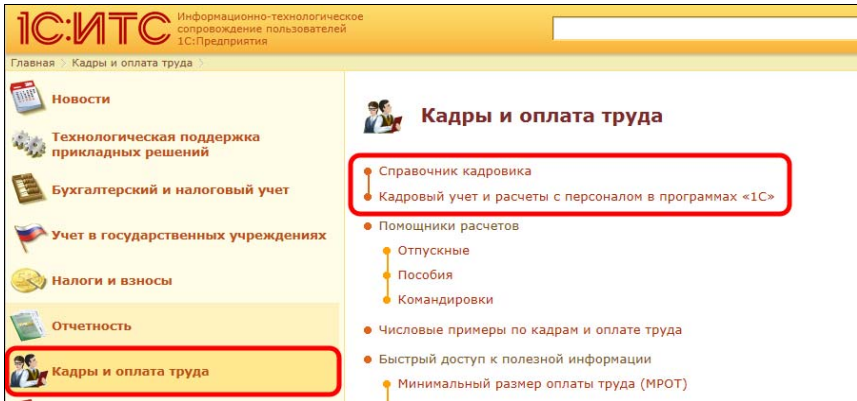 1С:ИТС
Информационно-технологическое
сопровождение пользователей
1С:Предприятия
Главная > Кадры и оплата труда >
Новости
Технологическая поддержка
прикладных решений
Бухгалтерский и налоговый учет
Учет в государственных учреждениях
Налоги и взносы
Отчетность
Кадры и оплата труда
Кадры и оплата труда
Справочник кадровика
Кадровый учет и расчеты с персоналом в программах «1С»
Помощники расчетов
Отпускные
Пособия
Командировки
Числовые примеры по кадрам и оплате труда
Быстрый доступ к полезной информации
Минимальный размер оплаты труда (МРОТ)